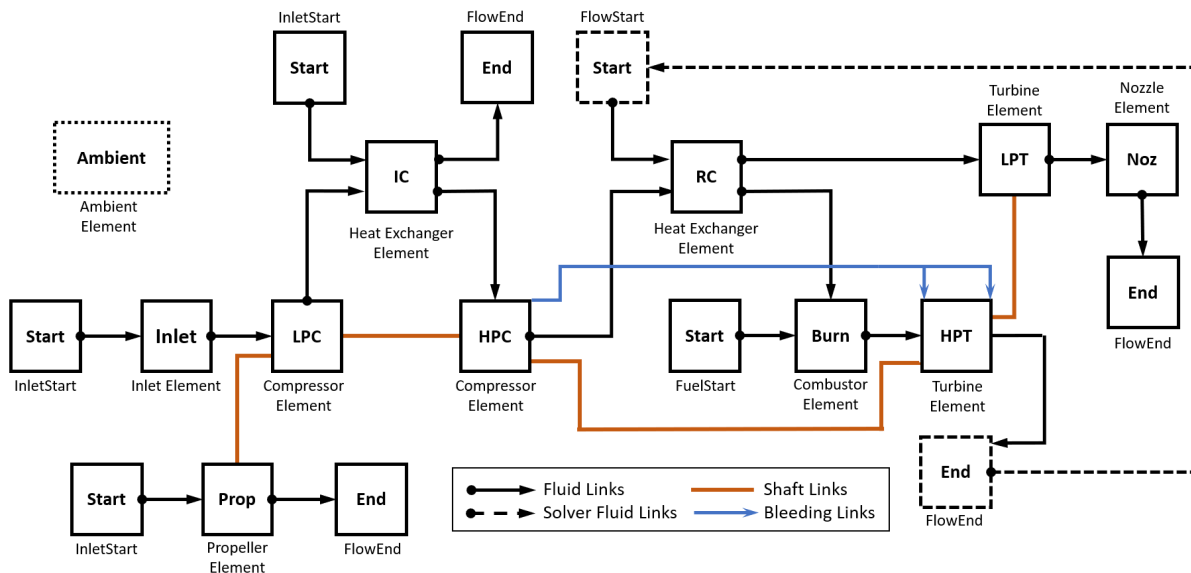 InletStart
FlowEnd
FlowStart
Start
End
Start
Turbine
Element
Nozzle
Element
Ambient
Ambient
Element
IC
Heat Exchanger
Element
RC
Heat Exchanger
Element
LPT
Noz
Start
InletStart
Inlet
Inlet Element
LPC
Compressor
Element
HPC
Compressor
Element
Start
FuelStart
Burn
Combustor
Element
HPT
Turbine
Element
End
FlowEnd
Start
InletStart
Prop
Propeller
Element
End
FlowEnd
Fluid Links
Shaft Links
Solver Fluid Links
Bleeding Links
End
FlowEnd